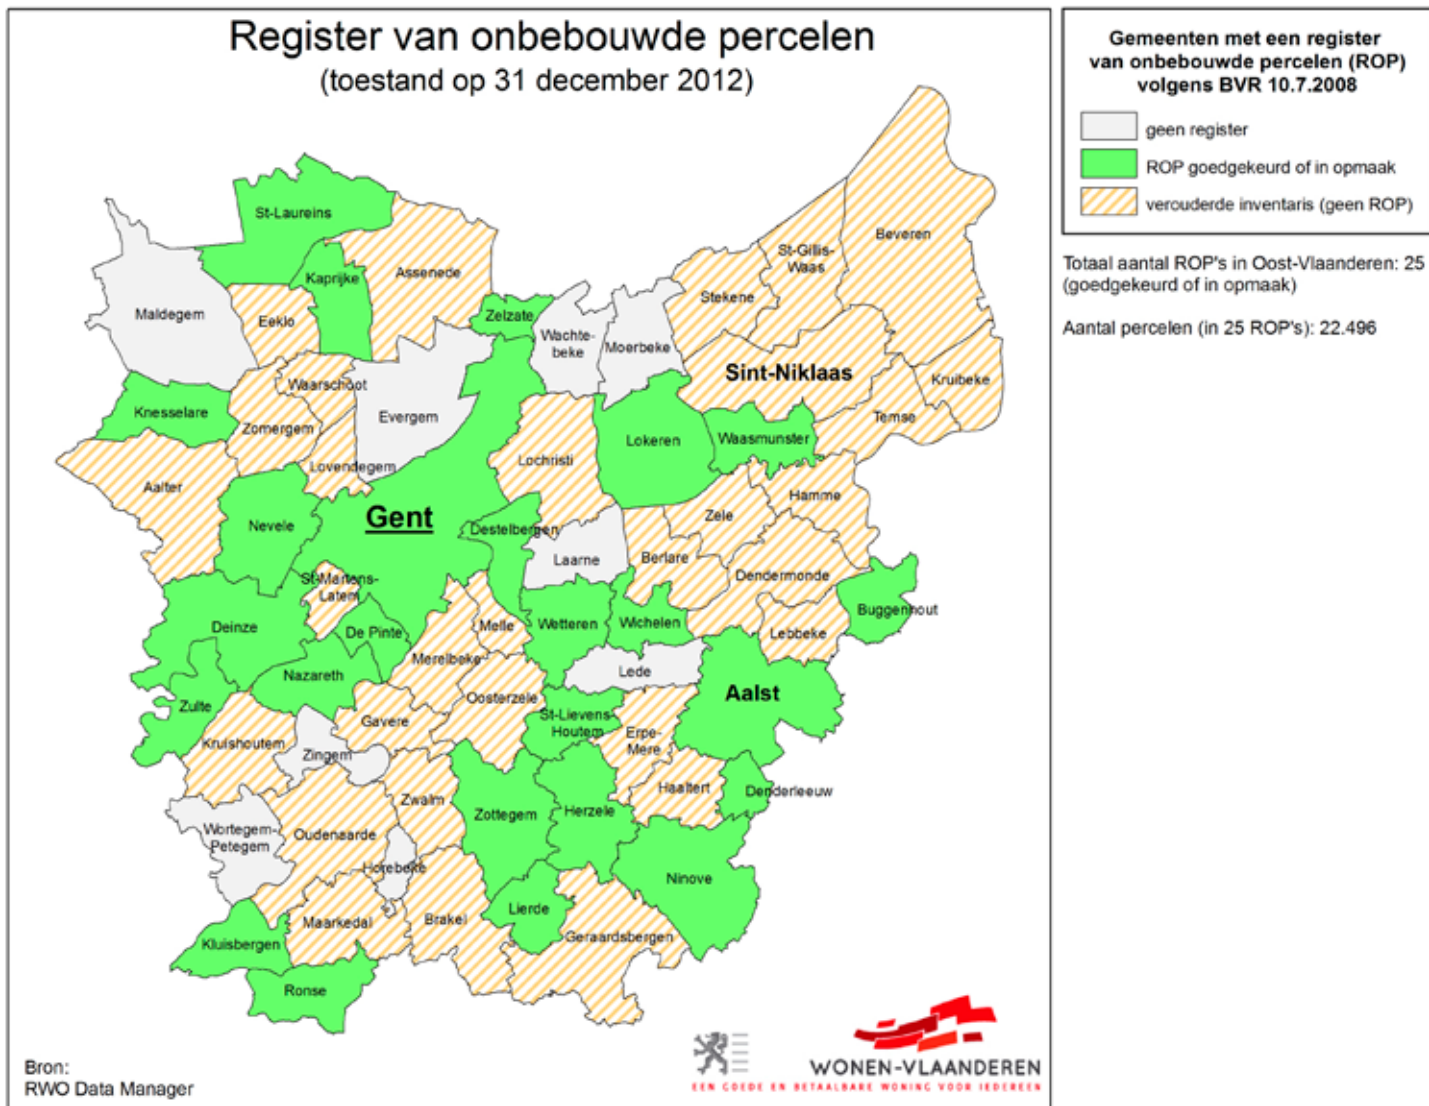 Register van onbebouwde percelen
(toestand op 31 december 2012)
Gemeenten met een register
van onbebouwde percelen (ROP)
volgens BVR 10.7.2008
geen register
ROP goedgekeurd of in opmaak
verouderde inventaris (geen ROP)
Totaal aantal ROP's in Oost-Vlaanderen: 25
(goedgekeurd of in opmaak)
Aantal percelen (in 25 ROP's): 22.496
St-Laureins
Beveren
St-Gillis-
Waas
Assenede
Kaprijke
Stekene
Maldegem
Eeklo
Zelzate
Wachte-
beke
Moerbeke
Sint-Niklaas
Kruibeke
Waarschoot
Knesselare
Evergem
Temse
Zomergem
Lokeren
Waasmunster
Lochristi
Lovendegem
Aalter
Hamme
Gent
Zele
Nevele
Destelbergen
Laarne
Berlare
Dendermonde
St-Martens-
Latem
Buggenhout
Deinze
De Pinte
Melle
Wetteren
Wichelen
Lebbeke
Merelbeke
Nazareth
Lede
Oosterzele
Aalst
Zulte
Gavere
St-Lievens-
Houtem
Erpe-
Mere
Kruishoutem
Zingem
Haaltert
Denderleeuw
Zwalm
Zottegem
Herzele
Wortegem-
Petegem
Oudenaarde
Horebeke
Ninove
Lierde
Maarkedal
Brakel
Geraardsbergen
Kluisbergen
Ronse
Bron:
RWO Data Manager
WONEN-VLAANDEREN
EEN GOEDE EN BETAALBARE WONING VOOR IEDEREEN